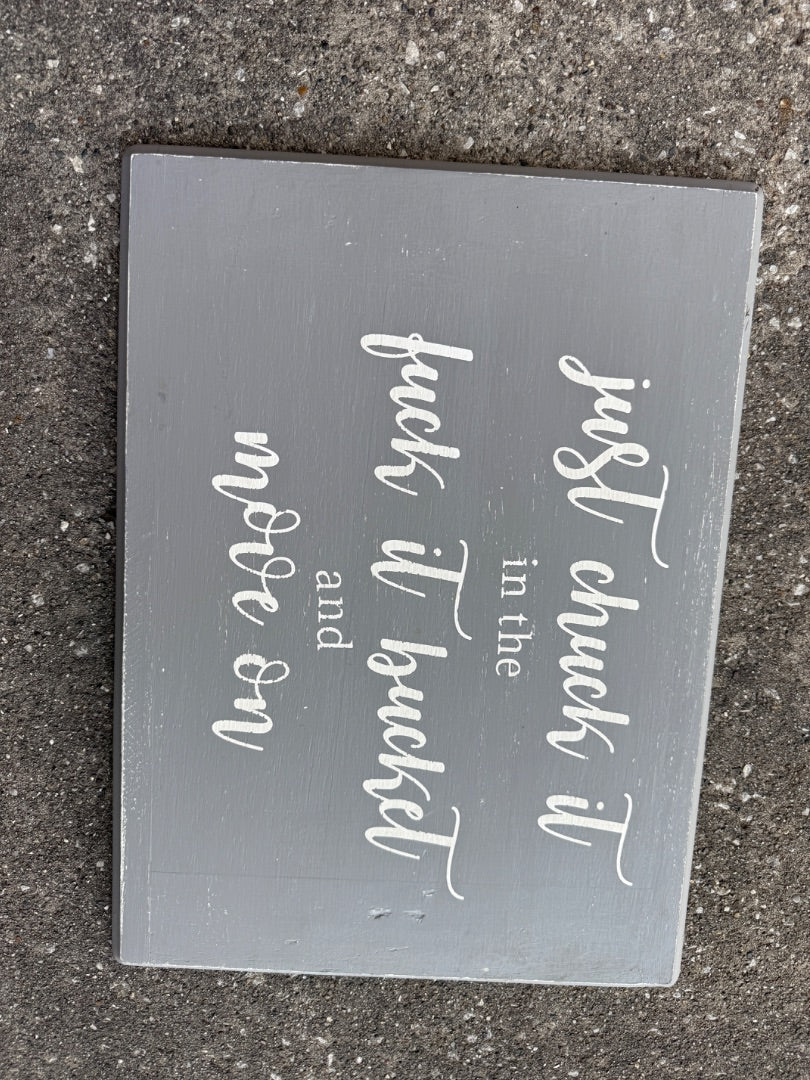 just chuck it
in the
fuck it bucket
and
move on